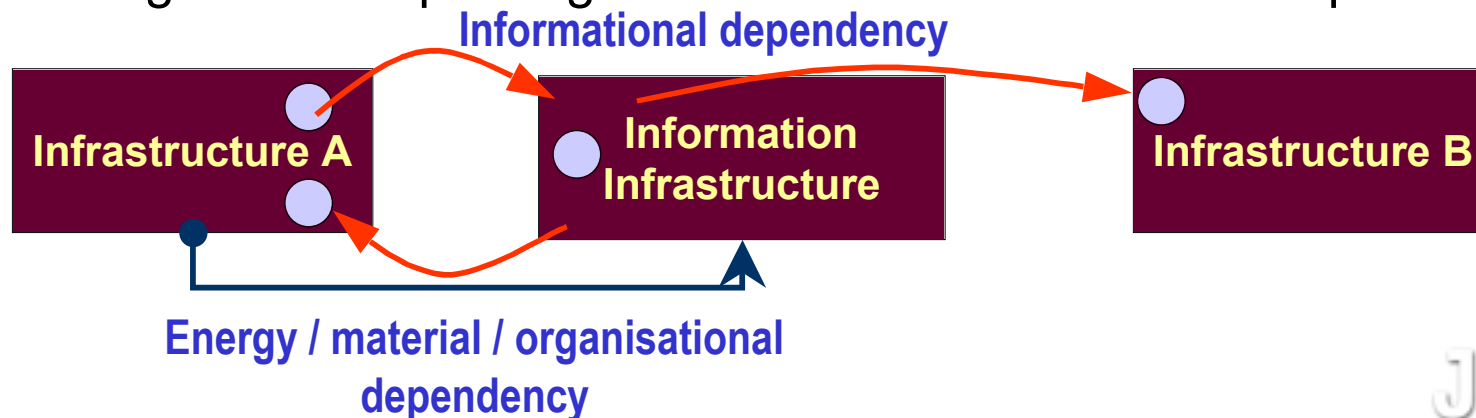 Informational dependency
Infrastructure A
Information
Infrastructure
Infrastructure B
Energy / material / organisational
dependency
J